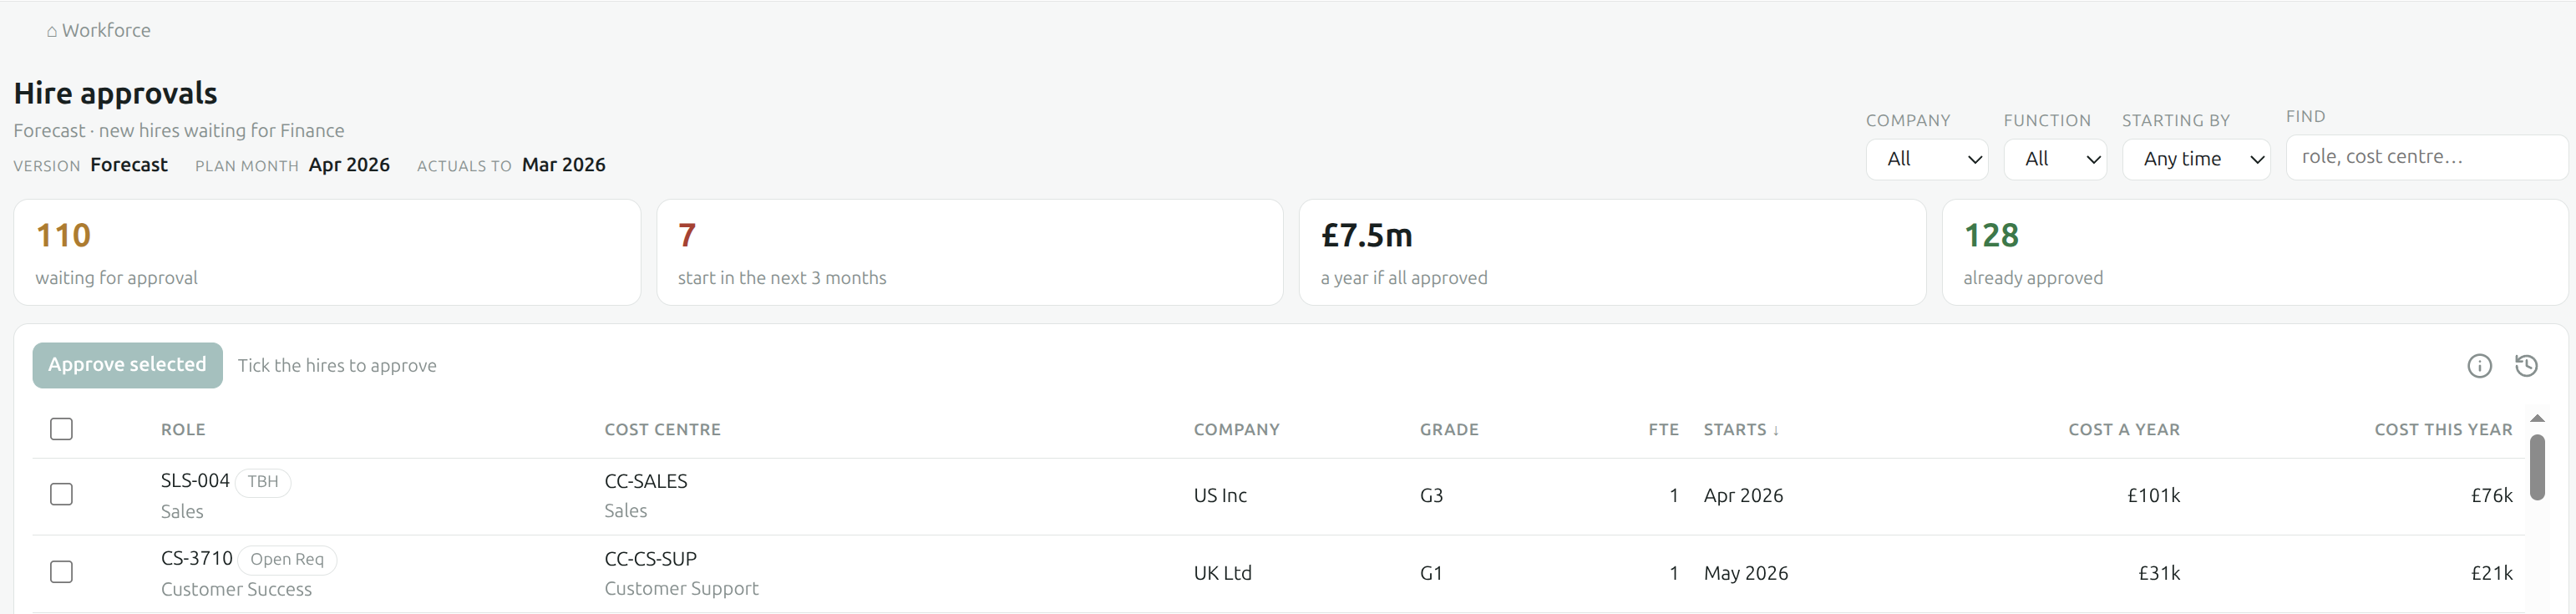 ⌂ Workforce
Hire approvals
Forecast · new hires waiting for Finance
VERSION Forecast PLAN MONTH Apr 2026 ACTUALS TO Mar 2026
COMPANY FUNCTION STARTING BY FIND
All All Any time role, cost centre…
110 7 £7.5m 128
waiting for approval start in the next 3 months a year if all approved already approved
Approve selected Tick the hires to approve
ROLE COST CENTRE COMPANY GRADE FTE STARTS ↓ COST A YEAR COST THIS YEAR
SLS-004 TBH CC-SALES US Inc G3 1 Apr 2026 £101k £76k
Sales Sales
CS-3710 Open Req CC-CS-SUP UK Ltd G1 1 May 2026 £31k £21k
Customer Success Customer Support